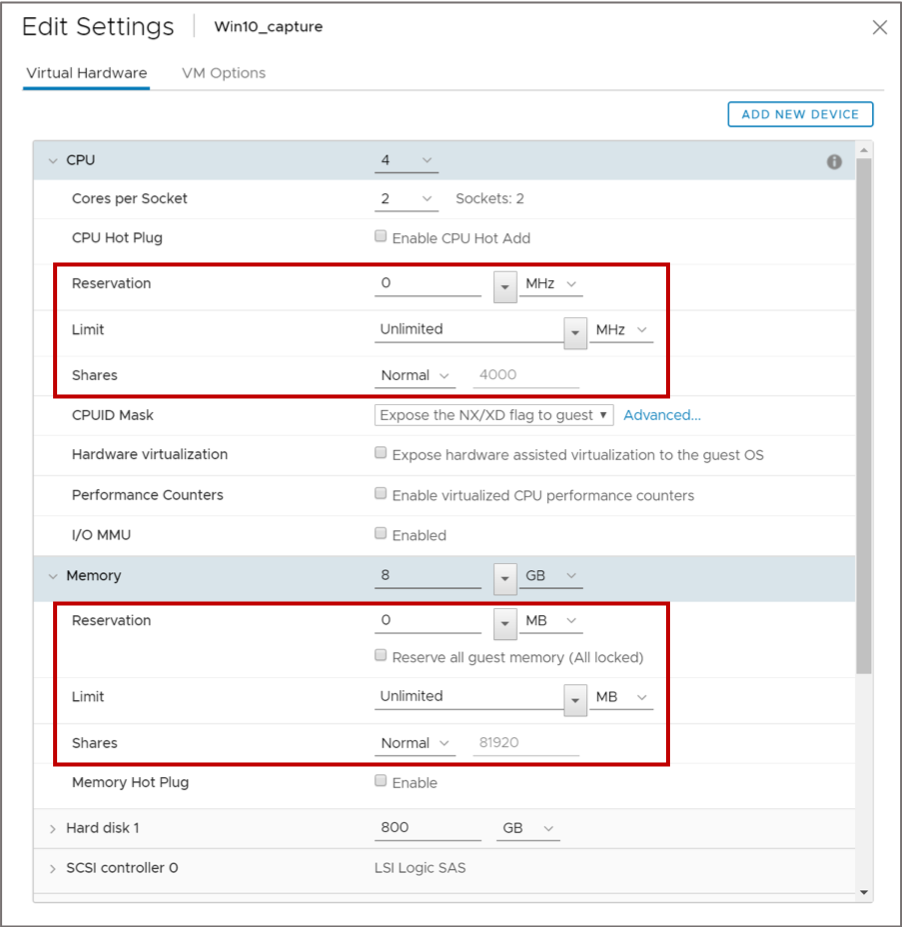 Edit Settings Win10_capture
Virtual Hardware VM Options
ADD NEW DEVICE
CPU 4
Cores per Socket 2 Sockets: 2
CPU Hot Plug Enable CPU Hot Add
Reservation 0 MHz
Limit Unlimited MHz
Shares Normal 4000
CPUID Mask Expose the NX/XD flag to guest Advanced...
Hardware virtualization Expose hardware assisted virtualization to the guest OS
Performance Counters Enable virtualized CPU performance counters
I/O MMU Enabled
Memory 8 GB
Reservation 0 MB
Reserve all guest memory (All locked)
Limit Unlimited MB
Shares Normal 81920
Memory Hot Plug Enable
Hard disk 1 800 GB
SCSI controller 0 LSI Logic SAS